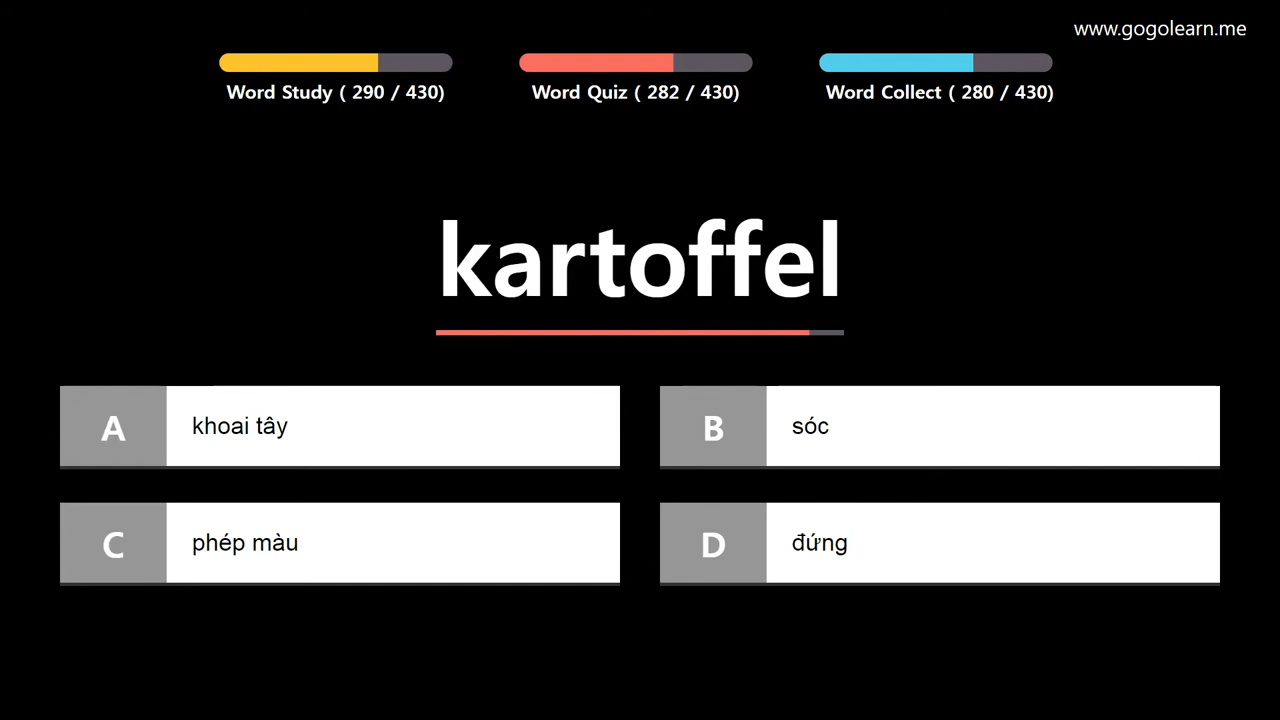 www.gogolearn.me
Word Study ( 290 / 430)
Word Quiz ( 282 / 430)
Word Collect ( 280 / 430)
kartoffel
A khoai tây
B sóc
C phép màu
D đứng